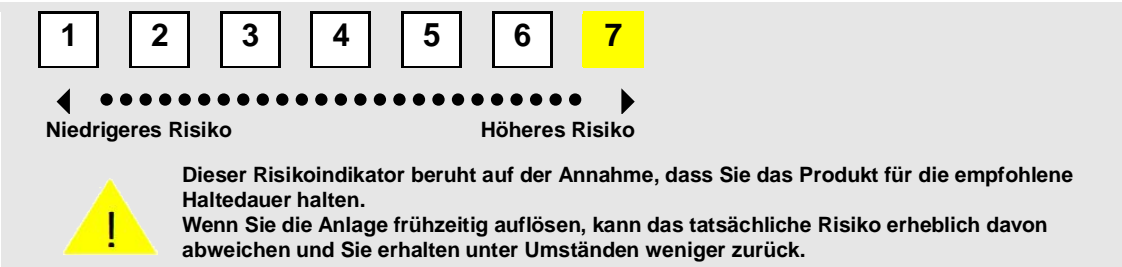 1 2 3 4 5 6 7
Niedrigeres Risiko Höheres Risiko
Dieser Risikoindikator beruht auf der Annahme, dass Sie das Produkt für die empfohlene
Haltedauer halten.
Wenn Sie die Anlage frühzeitig auflösen, kann das tatsächliche Risiko erheblich davon
abweichen und Sie erhalten unter Umständen weniger zurück.
!